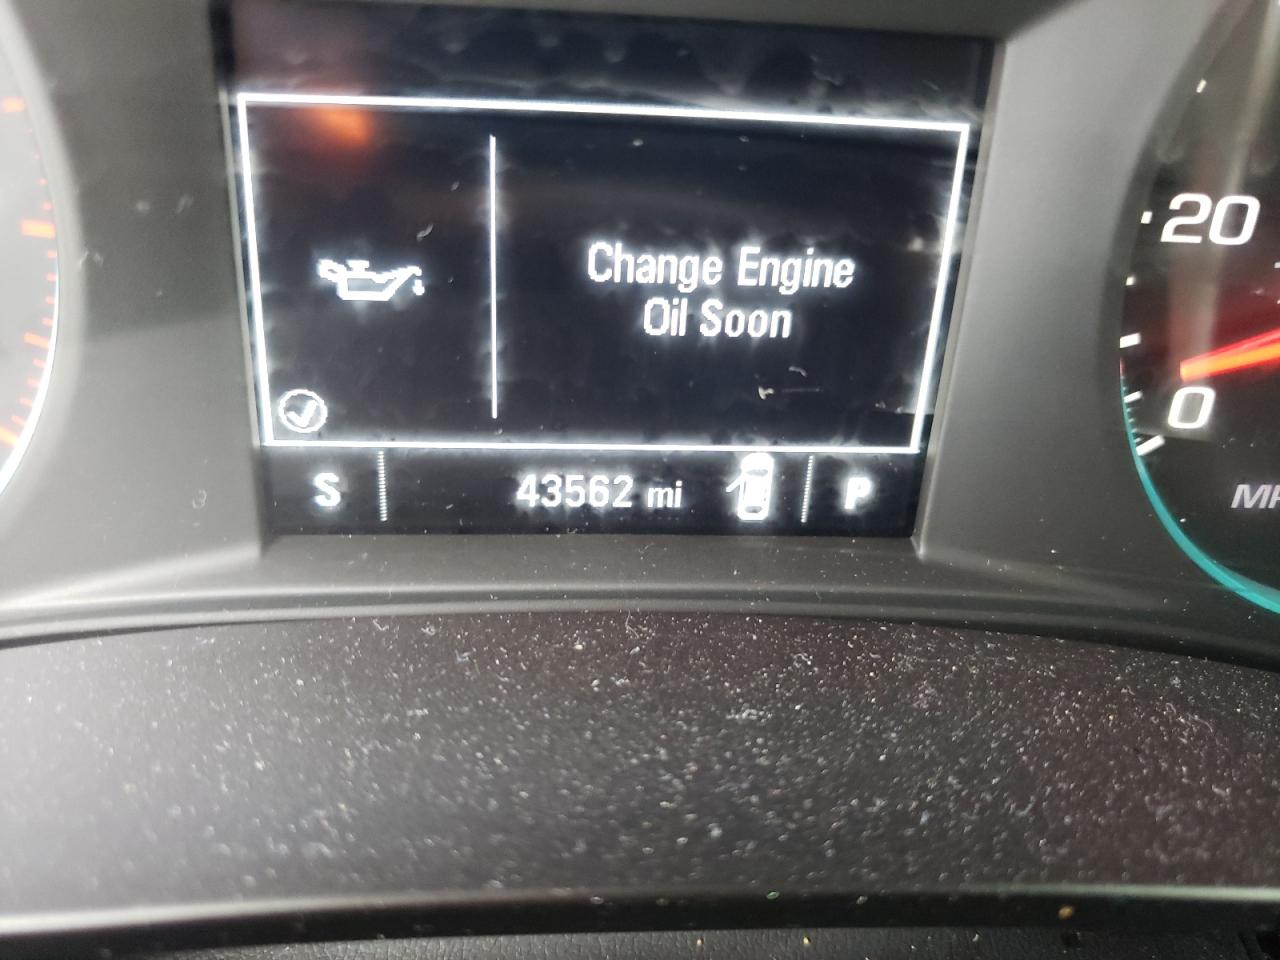 Change Engine
Oil Soon
S 43562 mi P
20
0